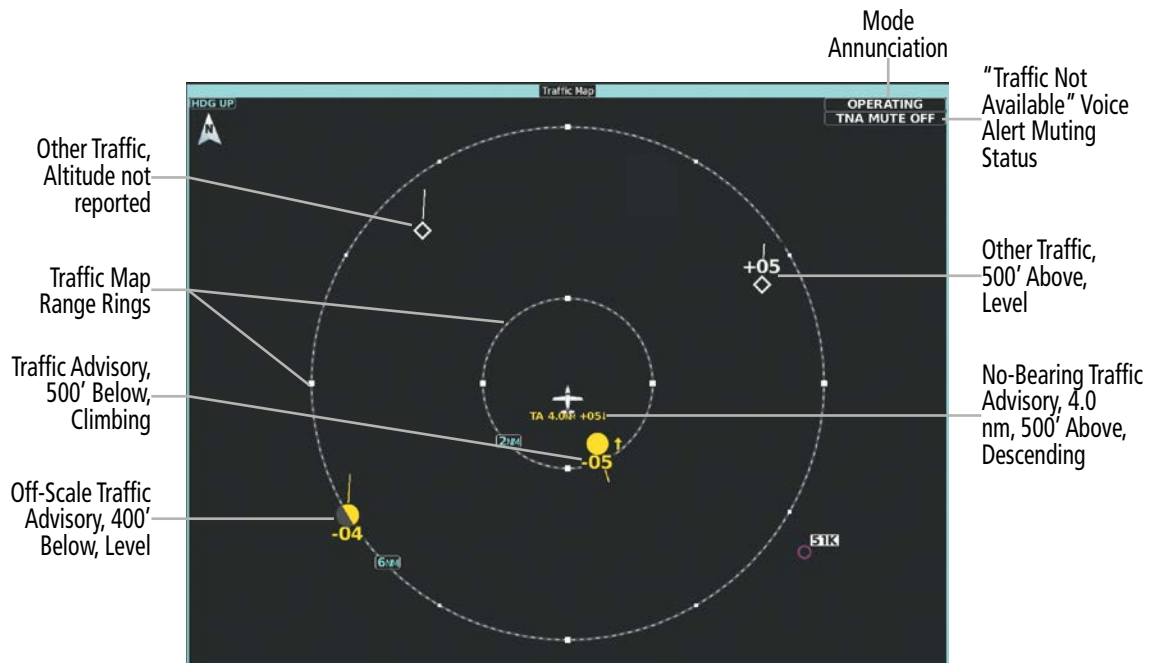 Mode
Annunciation
"Traffic Not
Available" Voice
Alert Muting
Status
Traffic Map
HDG UP
N
OPERATING
TNA MUTE OFF
Other Traffic,
Altitude not
reported
+05
Other Traffic,
500' Above,
Level
Traffic Map
Range Rings
Traffic Advisory,
500' Below,
Climbing
TA 4.0NM +05↓
2NM
↑
-05
No-Bearing Traffic
Advisory, 4.0
nm, 500' Above,
Descending
Off-Scale Traffic
Advisory, 400'
Below, Level
-04
6NM
51K